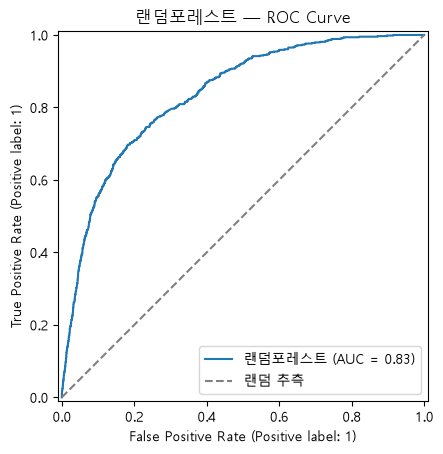 랜덤포레스트 — ROC Curve
1.0
0.8
0.6
0.4
0.2
0.0
True Positive Rate (Positive label: 1)
랜덤포레스트 (AUC = 0.83)
랜덤 추측
0.0 0.2 0.4 0.6 0.8 1.0
False Positive Rate (Positive label: 1)